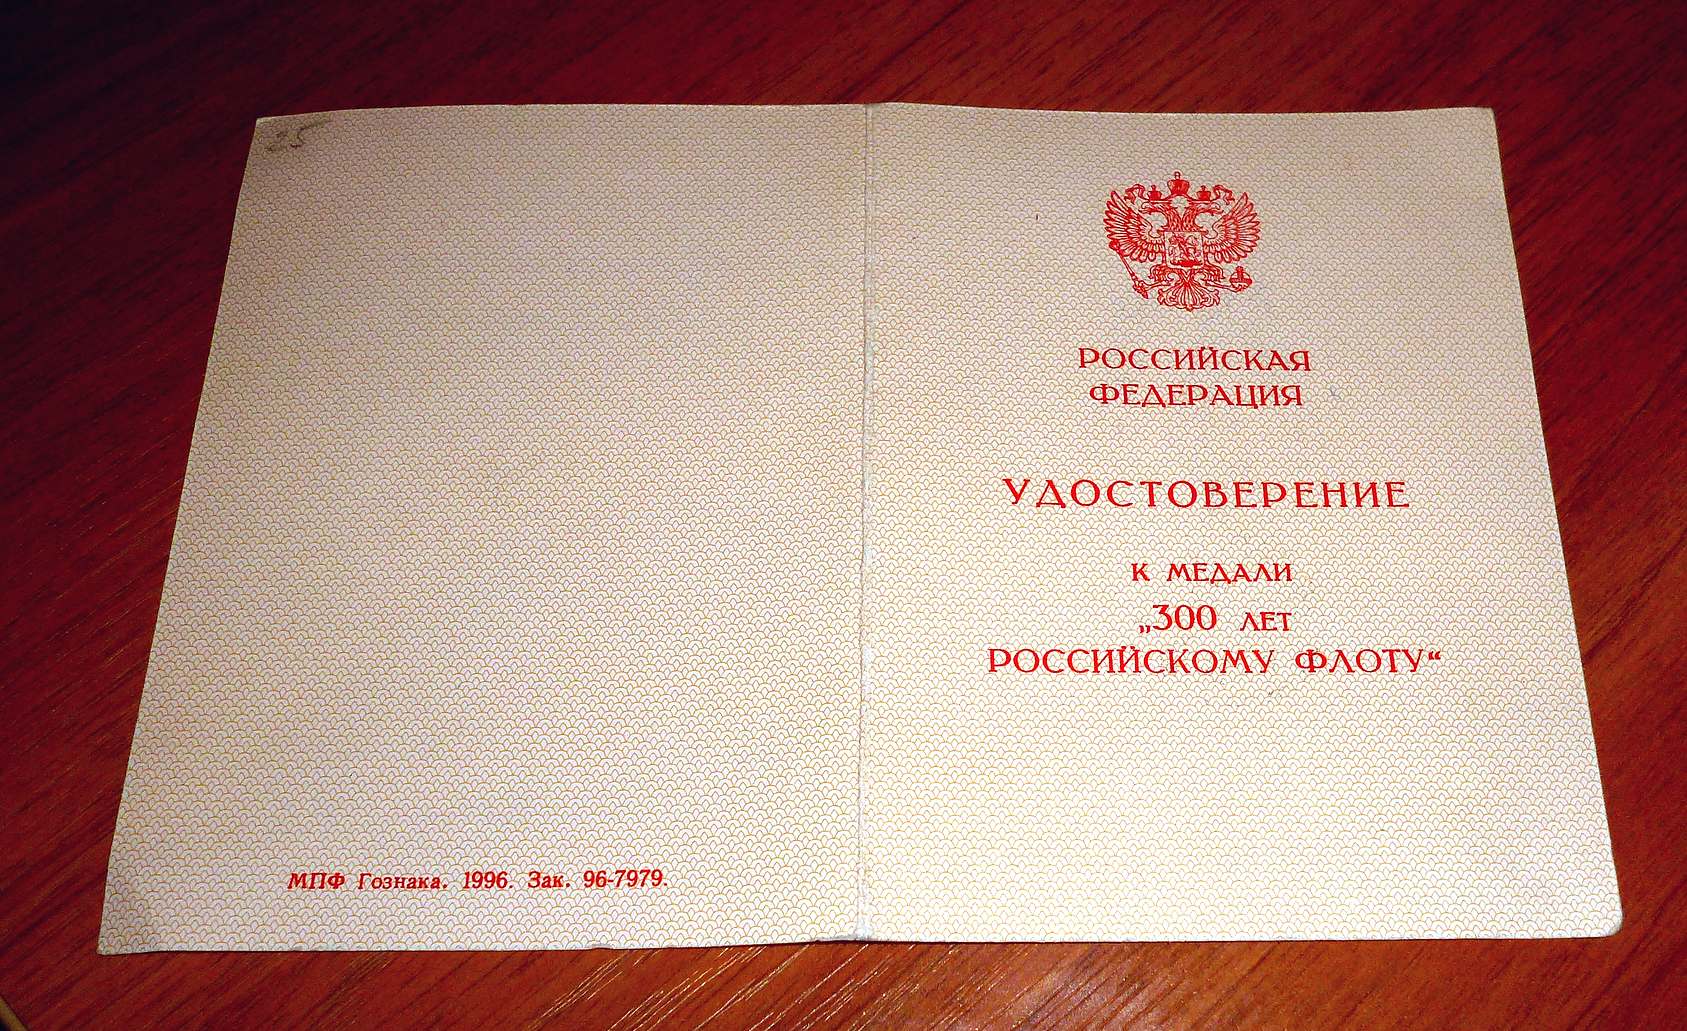 МПФ Гознака. 1996. Зак. 96-7979.
РОССИЙСКАЯ
ФЕДЕРАЦИЯ
УДОСТОВЕРЕНИЕ
К МЕДАЛИ
„300 ЛЕТ
РОССИЙСКОМУ ФЛОТУ“